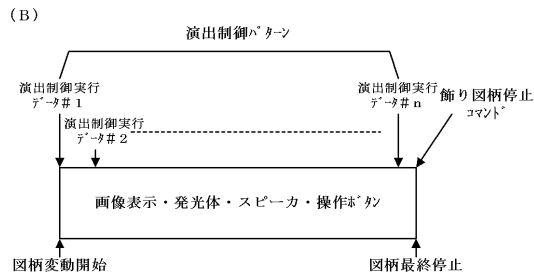 (B)
演出制御ﾊﾟﾀｰﾝ
演出制御実行
ﾃﾞｰﾀ＃１
演出制御実行
ﾃﾞｰﾀ＃2
演出制御実行
ﾃﾞｰﾀ＃n
飾り図柄停止
ｺﾏﾝﾄﾞ
画像表示・発光体・スピーカ・操作ﾎﾞﾀﾝ
図柄変動開始
図柄最終停止